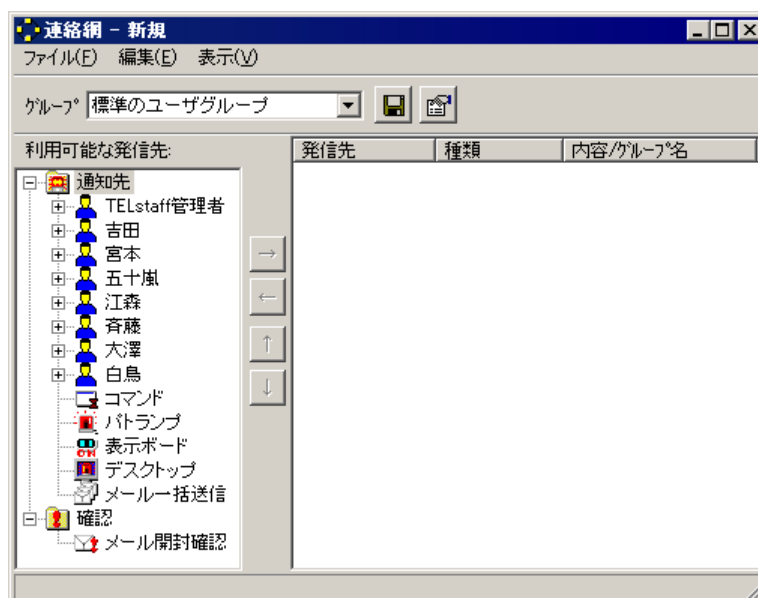 連絡網 - 新規
ファイル(F) 編集(E) 表示(V)
グループ 標準のユーザグループ
利用可能な発信先:
発信先 種類 内容/グループ名
通知先
TELstaff管理者
吉田
宮本
五十嵐
江森
斉藤
大澤
白鳥
コマンド
パトランプ
表示ボード
デスクトップ
メール一括送信
確認
メール開封確認